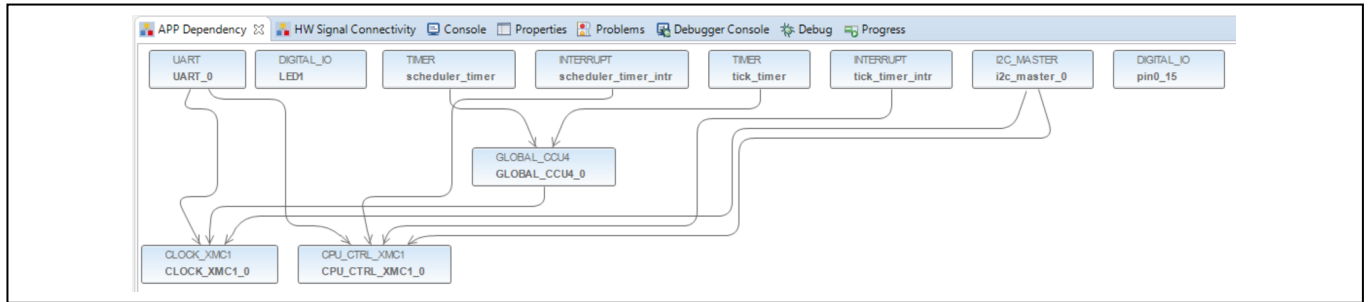 APP Dependency HW Signal Connectivity Console Properties Problems Debugger Console Debug Progress
UART DIGITAL_IO TIMER INTERRUPT TIMER INTERRUPT I2C_MASTER DIGITAL_IO
UART_0 LED1 scheduler_timer scheduler_timer_intr tick_timer tick_timer_intr i2c_master_0 pin0_15
GLOBAL_CCU4
GLOBAL_CCU4_0
CLOCK_XMC1 CPU_CTRL_XMC1
CLOCK_XMC1_0 CPU_CTRL_XMC1_0